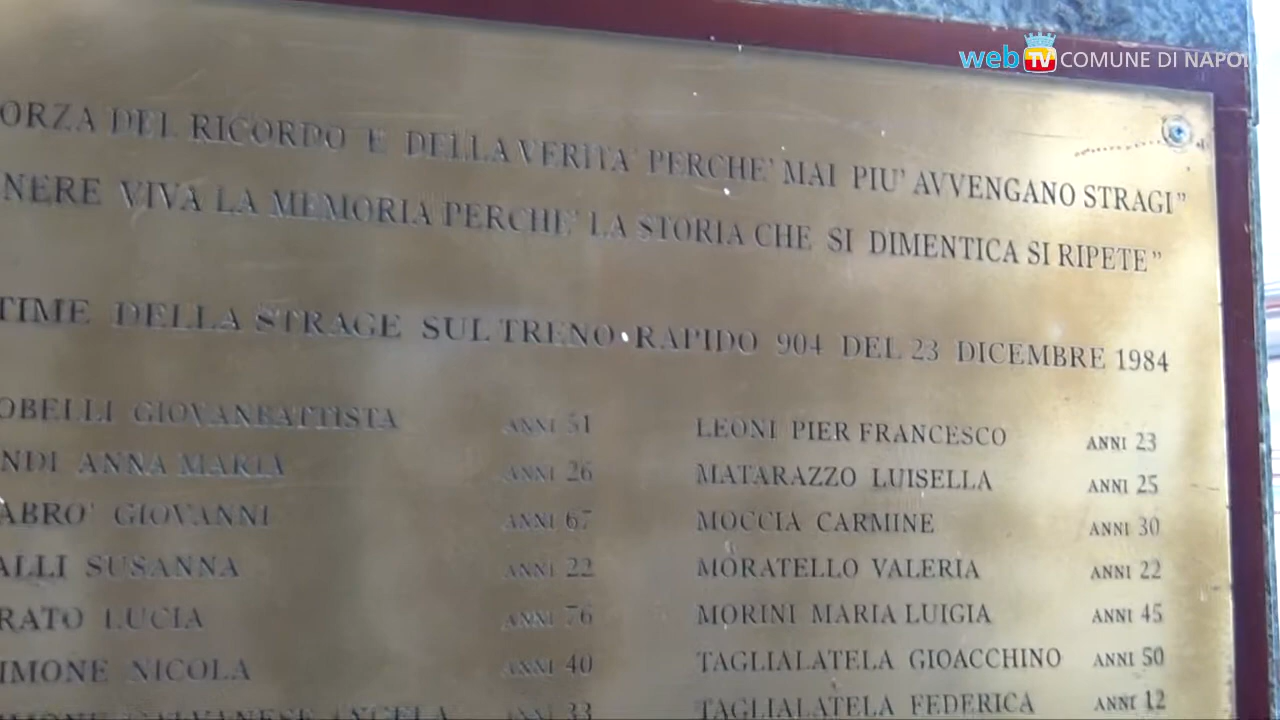 web TV COMUNE DI NAPOI
ORZA DEL RICORDO E DELLA VERITA' PERCHE' MAI PIU' AVVENGANO STRAGI"
NERE VIVA LA MEMORIA PERCHE' LA STORIA CHE SI DIMENTICA SI RIPETE"
TIME DELLA STRAGE SUL TRENO RAPIDO 904 DEL 23 DICEMBRE 1984
OBELLI GIOVANBATTISTA ANNI 51
NDI ANNA MARIA ANNI 26
ABRO' GIOVANNI ANNI 67
ALLI SUSANNA ANNI 22
RATO LUCIA ANNI 76
IMONE NICOLA ANNI 40
MONE CALVANESE ANGELA ANNI 33
LEONI PIER FRANCESCO ANNI 23
MATARAZZO LUISELLA ANNI 25
MOCCIA CARMINE ANNI 30
MORATELLO VALERIA ANNI 22
MORINI MARIA LUIGIA ANNI 45
TAGLIALATELA GIOACCHINO ANNI 50
TAGLIALATELA FEDERICA ANNI 12